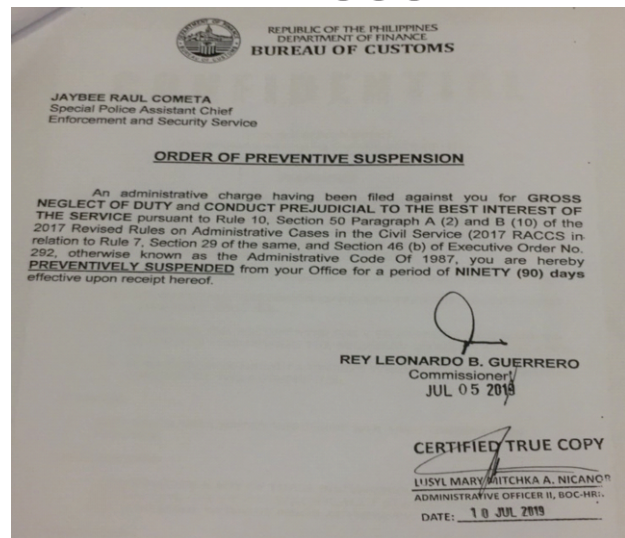 REPUBLIC OF THE PHILIPPINES
DEPARTMENT OF FINANCE
BUREAU OF CUSTOMS
JAYBEE RAUL COMETA
Special Police Assistant Chief
Enforcement and Security Service
ORDER OF PREVENTIVE SUSPENSION
An administrative charge having been filed against you for GROSS
NEGLECT OF DUTY and CONDUCT PREJUDICIAL TO THE BEST INTEREST OF
THE SERVICE pursuant to Rule 10, Section 50 Paragraph A (2) and B (10) of the
2017 Revised Rules on Administrative Cases in the Civil Service (2017 RACCS in
relation to Rule 7, Section 29 of the same, and Section 46 (b) of Executive Order No.
292, otherwise known as the Administrative Code Of 1987, you are hereby
PREVENTIVELY SUSPENDED from your Office for a period of NINETY (90) days
effective upon receipt hereof.
REY LEONARDO B. GUERRERO
Commissioner
JUL 05 2019
CERTIFIED TRUE COPY
LUSYL MARY MITCHKA A. NICANOR
ADMINISTRATIVE OFFICER II, BOC-HR
DATE: 10 JUL 2019